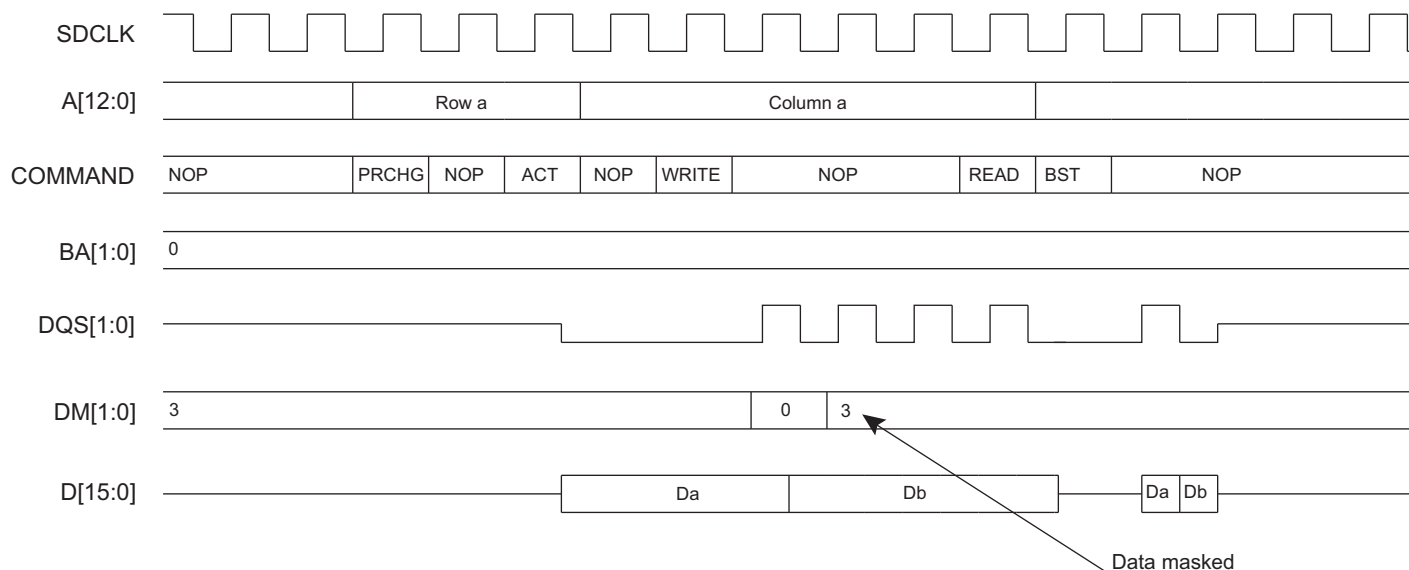 SDCLK
A[12:0] Row a Column a
COMMAND NOP PRCHG NOP ACT NOP WRITE NOP READ BST NOP
BA[1:0] 0
DQS[1:0]
DM[1:0] 3 0 3
D[15:0] Da Db Da Db
Data masked